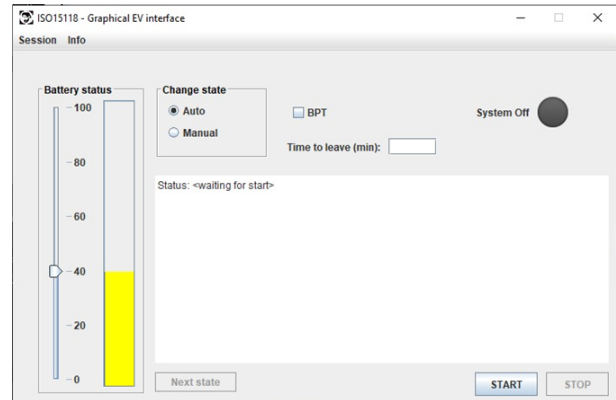 ISO15118 - Graphical EV interface
Session Info
Battery status
100
80
60
40
20
0
Change state
Auto
Manual
BPT
System Off
Time to leave (min):
Status: <waiting for start>
Next state
START
STOP